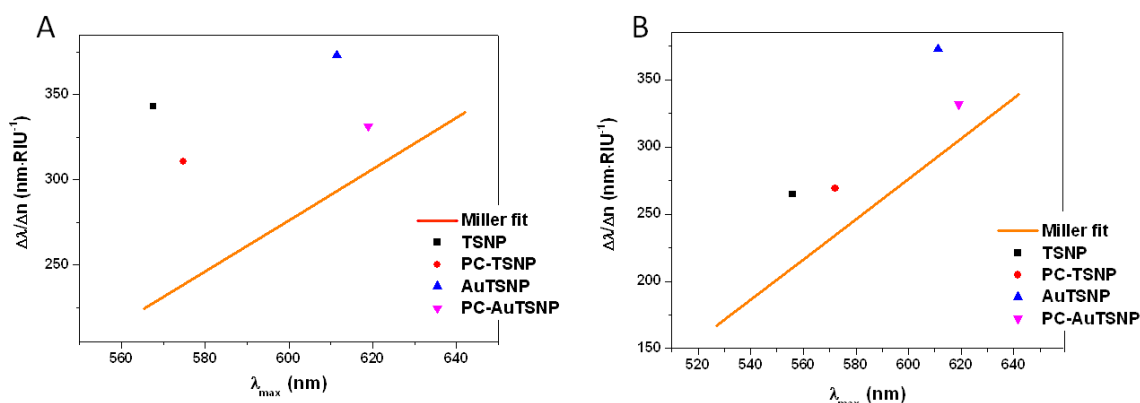 A
Δλ/Δn (nm·RIU⁻¹)
350
300
250
560
580
600
620
640
λmax (nm)
Miller fit
TSNP
PC-TSNP
AuTSNP
PC-AuTSNP
B
Δλ/Δn (nm·RIU⁻¹)
350
300
250
200
150
520
540
560
580
600
620
640
λmax (nm)
Miller fit
TSNP
PC-TSNP
AuTSNP
PC-AuTSNP